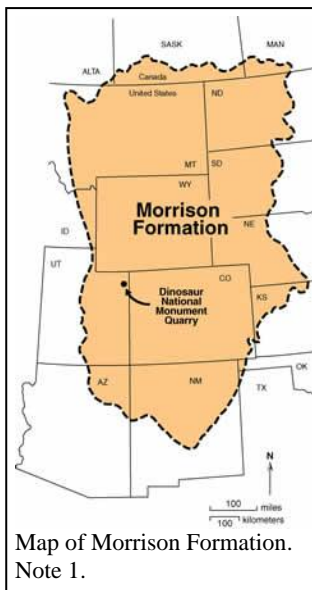 SASK
MAN
ALTA
Canada
United States
ND
MT
SD
WY
Morrison
Formation
ID
NE
UT
CO
Dinosaur
National
Monument
Quarry
KS
AZ
NM
OK
TX
N
100
miles
100
kilometers
Map of Morrison Formation.
Note 1.